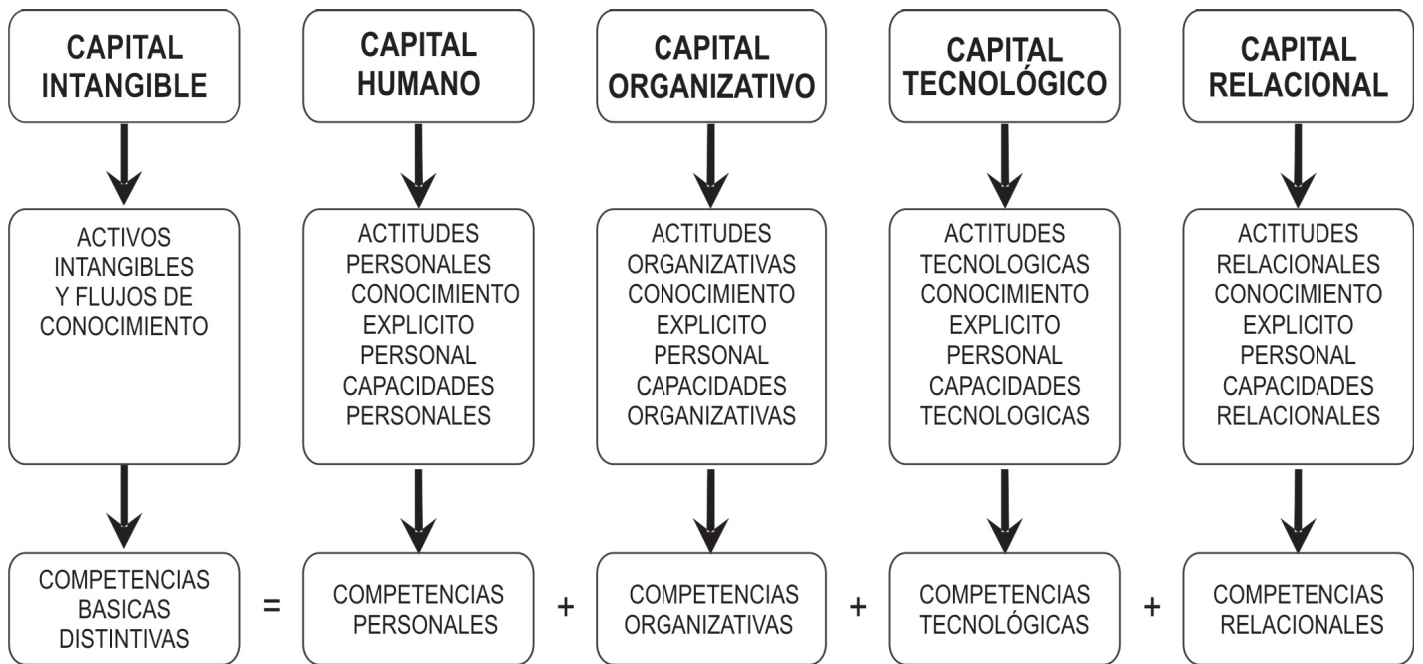 CAPITAL
INTANGIBLE
CAPITAL
HUMANO
CAPITAL
ORGANIZATIVO
CAPITAL
TECNOLÓGICO
CAPITAL
RELACIONAL
ACTIVOS
INTANGIBLES
Y FLUJOS DE
CONOCIMIENTO
ACTITUDES
PERSONALES
CONOCIMIENTO
EXPLICITO
PERSONAL
CAPACIDADES
PERSONALES
ACTITUDES
ORGANIZATIVAS
CONOCIMIENTO
EXPLICITO
PERSONAL
CAPACIDADES
ORGANIZATIVAS
ACTITUDES
TECNOLOGICAS
CONOCIMIENTO
EXPLICITO
PERSONAL
CAPACIDADES
TECNOLOGICAS
ACTITUDES
RELACIONALES
CONOCIMIENTO
EXPLICITO
PERSONAL
CAPACIDADES
RELACIONALES
COMPETENCIAS
BASICAS
DISTINTIVAS
=
COMPETENCIAS
PERSONALES
+
COMPETENCIAS
ORGANIZATIVAS
+
COMPETENCIAS
TECNOLÓGICAS
+
COMPETENCIAS
RELACIONALES